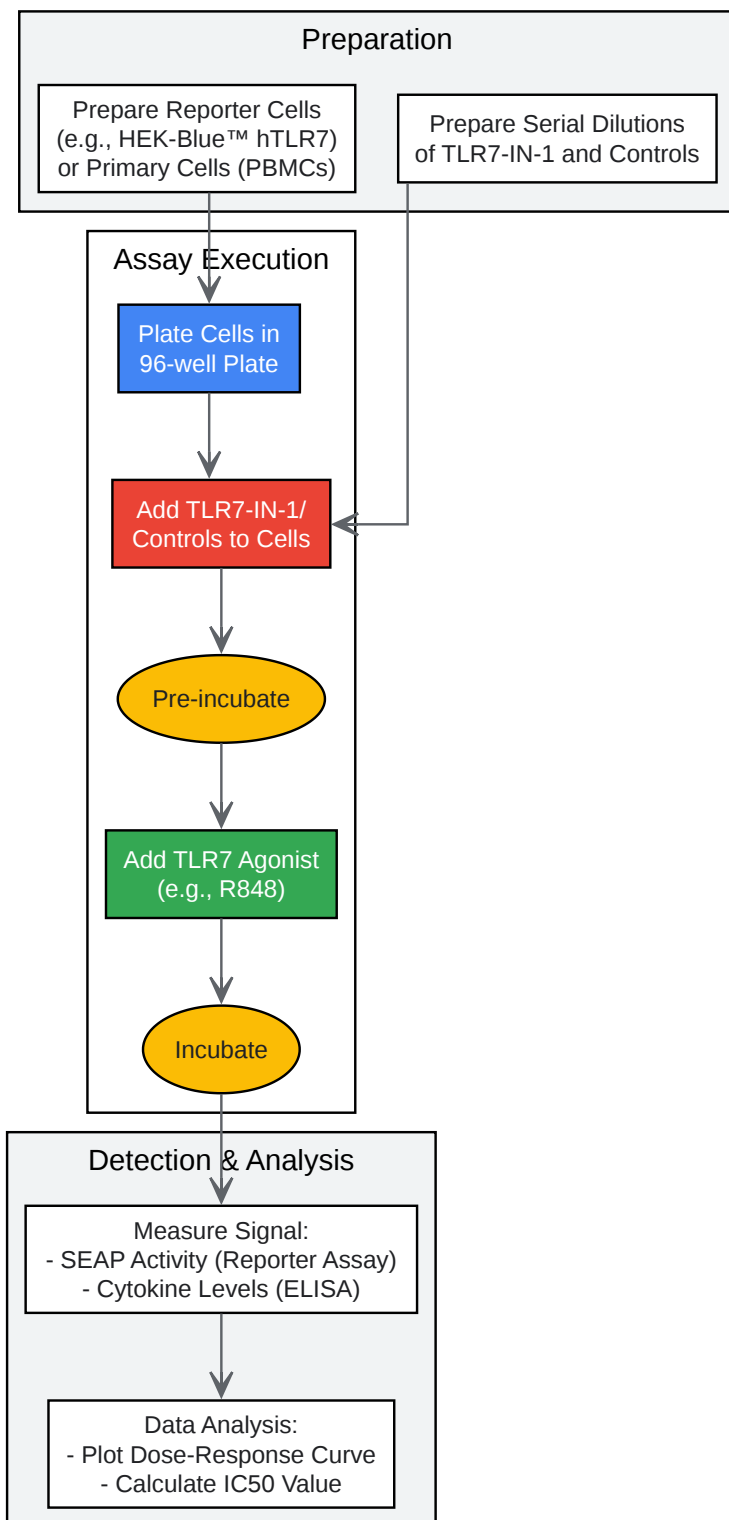 Preparation
Prepare Reporter Cells
(e.g., HEK-Blue™ hTLR7)
or Primary Cells (PBMCs)
Prepare Serial Dilutions
of TLR7-IN-1 and Controls
Assay Execution
Plate Cells in
96-well Plate
Add TLR7-IN-1/
Controls to Cells
Pre-incubate
Add TLR7 Agonist
(e.g., R848)
Incubate
Detection & Analysis
Measure Signal:
- SEAP Activity (Reporter Assay)
- Cytokine Levels (ELISA)
Data Analysis:
- Plot Dose-Response Curve
- Calculate IC50 Value